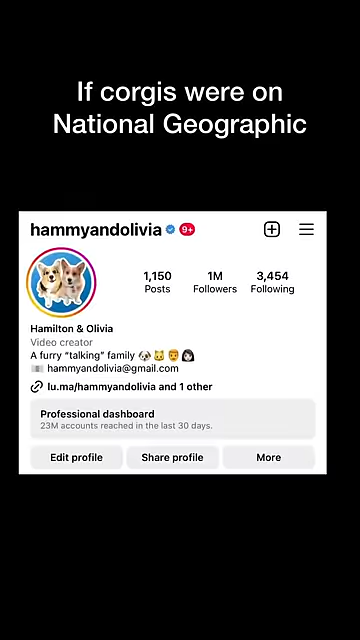 If corgis were on
National Geographic
hammyandolivia 9+
1,150 1M 3,454
Posts Followers Following
Hamilton & Olivia
Video creator
A furry “talking” family 🐶🐱👨👩🏻
📧 hammyandolivia@gmail.com
lu.ma/hammyandolivia and 1 other
Professional dashboard
23M accounts reached in the last 30 days.
Edit profile Share profile More